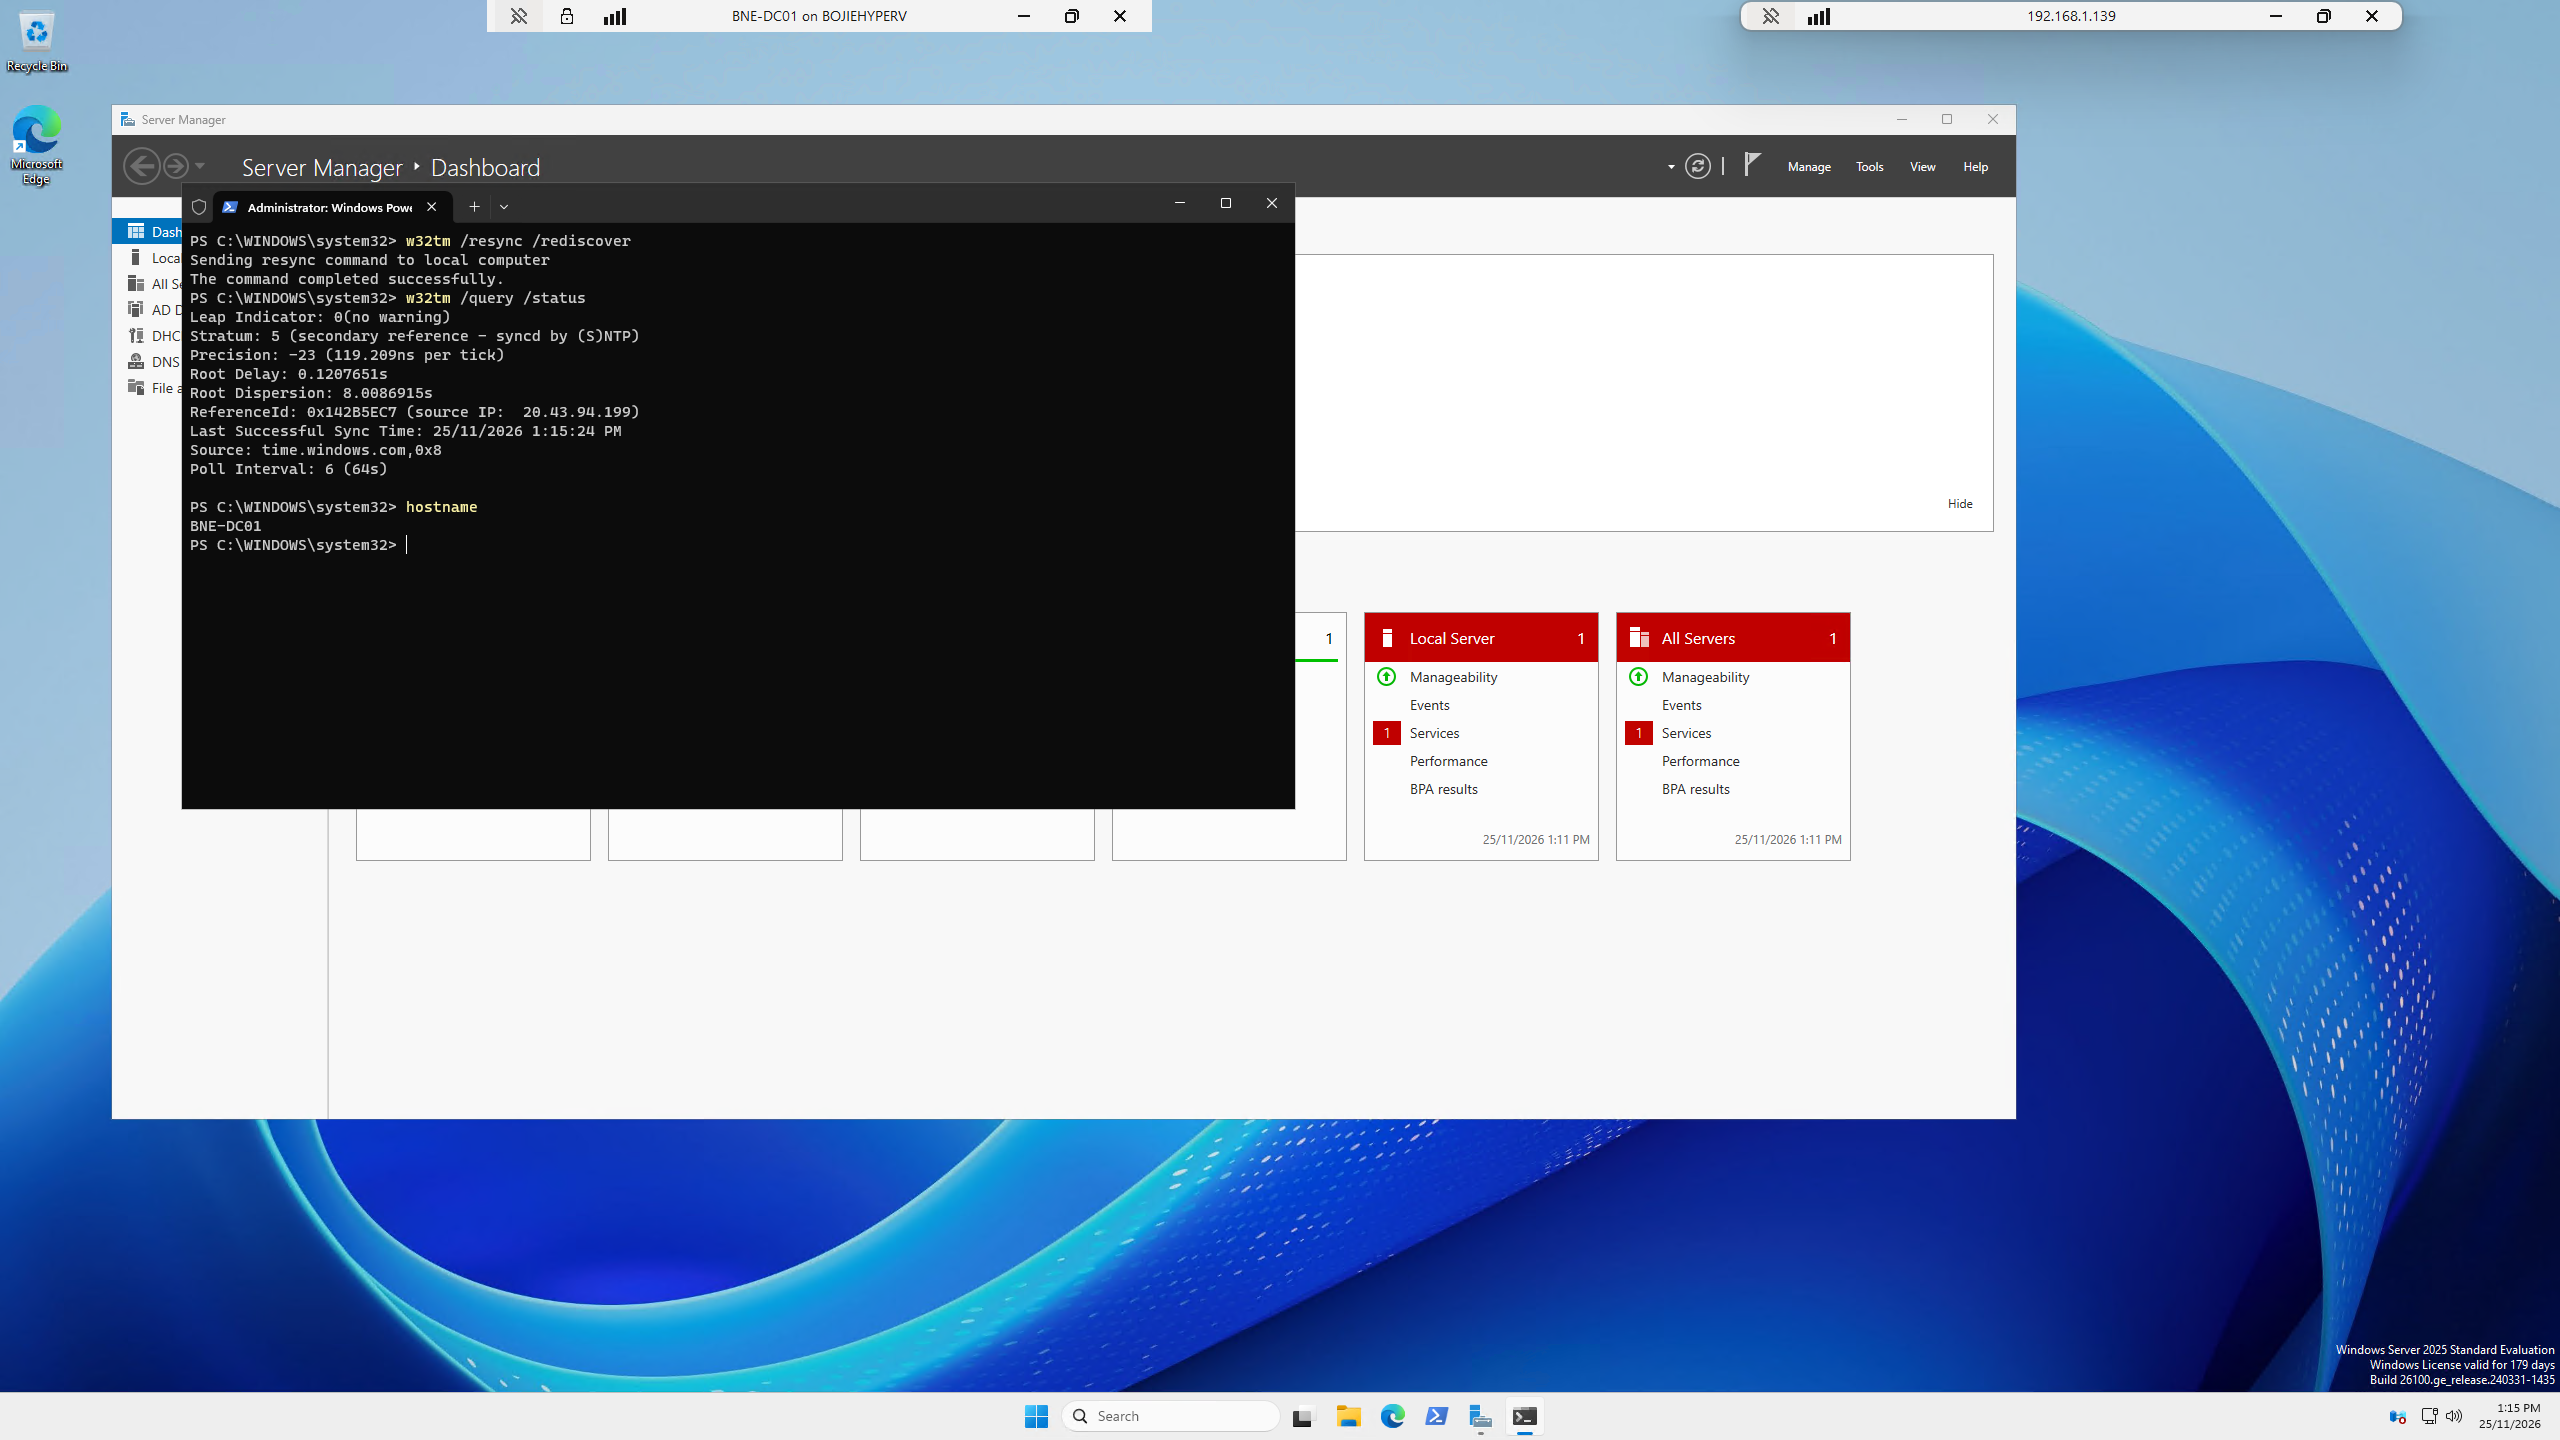 BNE-DC01 on BOJIEHYPERV
192.168.1.139
Recycle Bin
Microsoft
Edge
Server Manager
Server Manager
Dashboard
Manage
Tools
View
Help
Dash
Loca
All Se
AD D
DHC
DNS
File a
Administrator: Windows Powe
PS C:\WINDOWS\system32> w32tm /resync /rediscover
Sending resync command to local computer
The command completed successfully.
PS C:\WINDOWS\system32> w32tm /query /status
Leap Indicator: 0(no warning)
Stratum: 5 (secondary reference - syncd by (S)NTP)
Precision: -23 (119.209ns per tick)
Root Delay: 0.1207651s
Root Dispersion: 8.0086915s
ReferenceId: 0x142B5EC7 (source IP:  20.43.94.199)
Last Successful Sync Time: 25/11/2026 1:15:24 PM
Source: time.windows.com,0x8
Poll Interval: 6 (64s)
PS C:\WINDOWS\system32> hostname
BNE-DC01
PS C:\WINDOWS\system32>
Hide
1
Local Server 1
Manageability
Events
1 Services
Performance
BPA results
25/11/2026 1:11 PM
All Servers 1
Manageability
Events
1 Services
Performance
BPA results
25/11/2026 1:11 PM
Windows Server 2025 Standard Evaluation
Windows License valid for 179 days
Build 26100.ge_release.240331-1435
Search
1:15 PM
25/11/2026